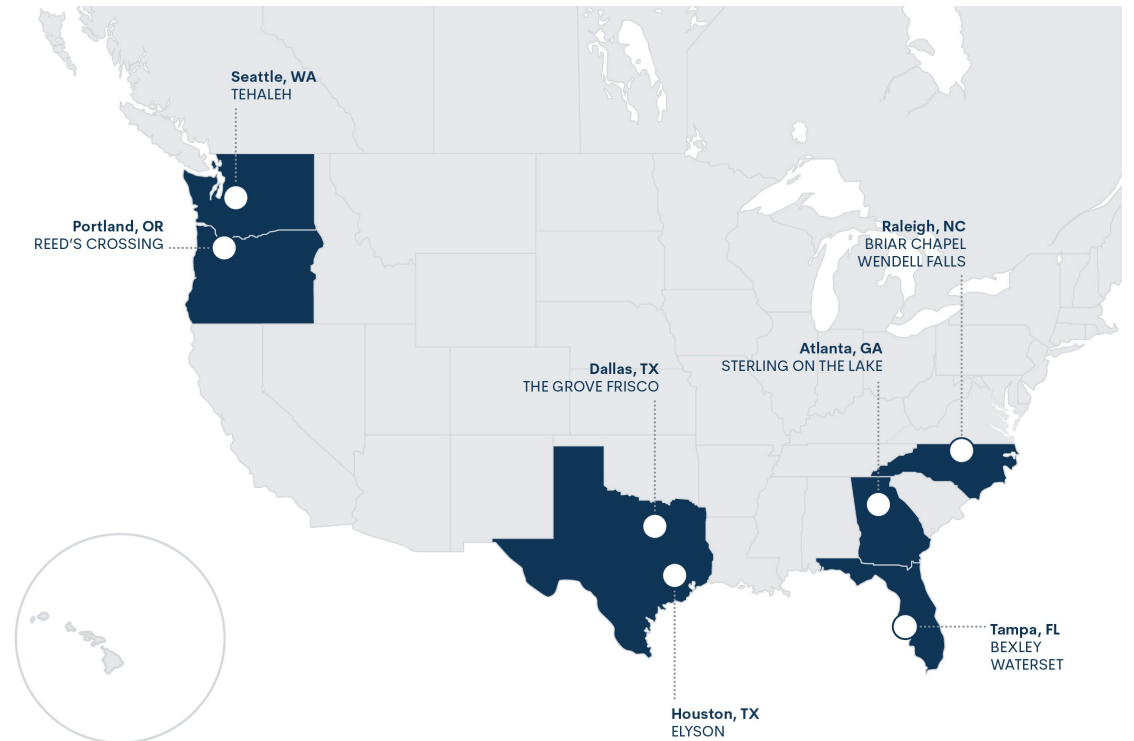 Seattle, WA
TEHALEH
Portland, OR
REED'S CROSSING
Raleigh, NC
BRIAR CHAPEL
WENDELL FALLS
Atlanta, GA
STERLING ON THE LAKE
Dallas, TX
THE GROVE FRISCO
Tampa, FL
BEXLEY
WATERSET
Houston, TX
ELYSON